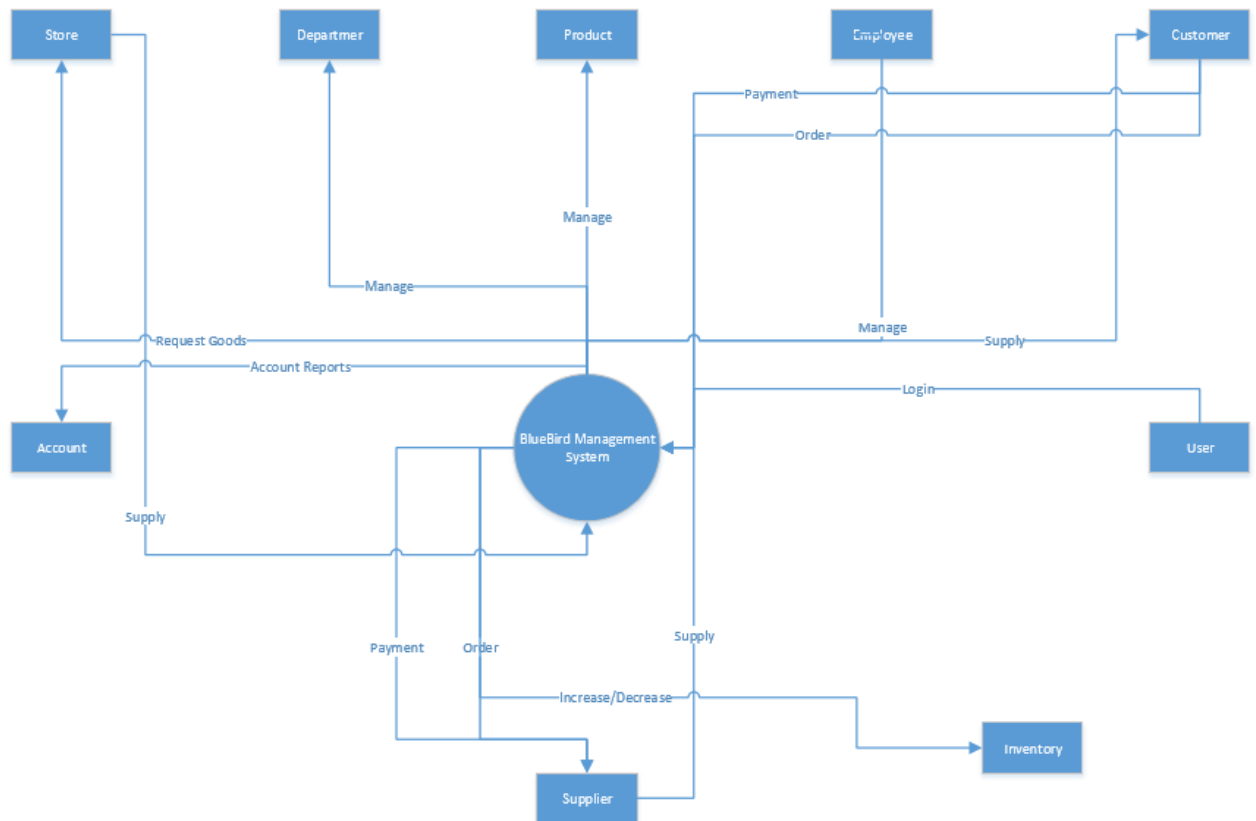 Store
Departmer
Product
Employee
Customer
Payment
Order
Manage
Manage
Manage
Request Goods
Supply
Account Reports
Login
Account
BlueBird Management
System
User
Supply
Supply
Payment
Order
Increase/Decrease
Inventory
Supplier